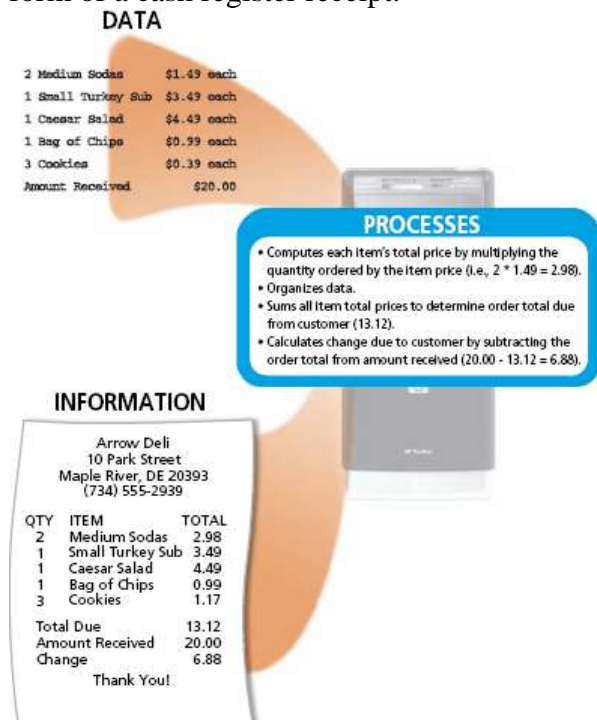 form of a cash register receipt.
DATA
2 Medium Sodas $1.49 each
1 Small Turkey Sub $3.49 each
1 Caesar Salad $4.49 each
1 Bag of Chips $0.99 each
3 Cookies $0.39 each
Amount Received $20.00
PROCESSES
• Computes each item's total price by multiplying the
quantity ordered by the item price (i.e., 2 * 1.49 = 2.98).
• Organizes data.
• Sums all item total prices to determine order total due
from customer (13.12).
• Calculates change due to customer by subtracting the
order total from amount received (20.00 - 13.12 = 6.88).
INFORMATION
Arrow Deli
10 Park Street
Maple River, DE 20393
(734) 555-2939
QTY ITEM TOTAL
2 Medium Sodas 2.98
1 Small Turkey Sub 3.49
1 Caesar Salad 4.49
1 Bag of Chips 0.99
3 Cookies 1.17
Total Due 13.12
Amount Received 20.00
Change 6.88
Thank You!